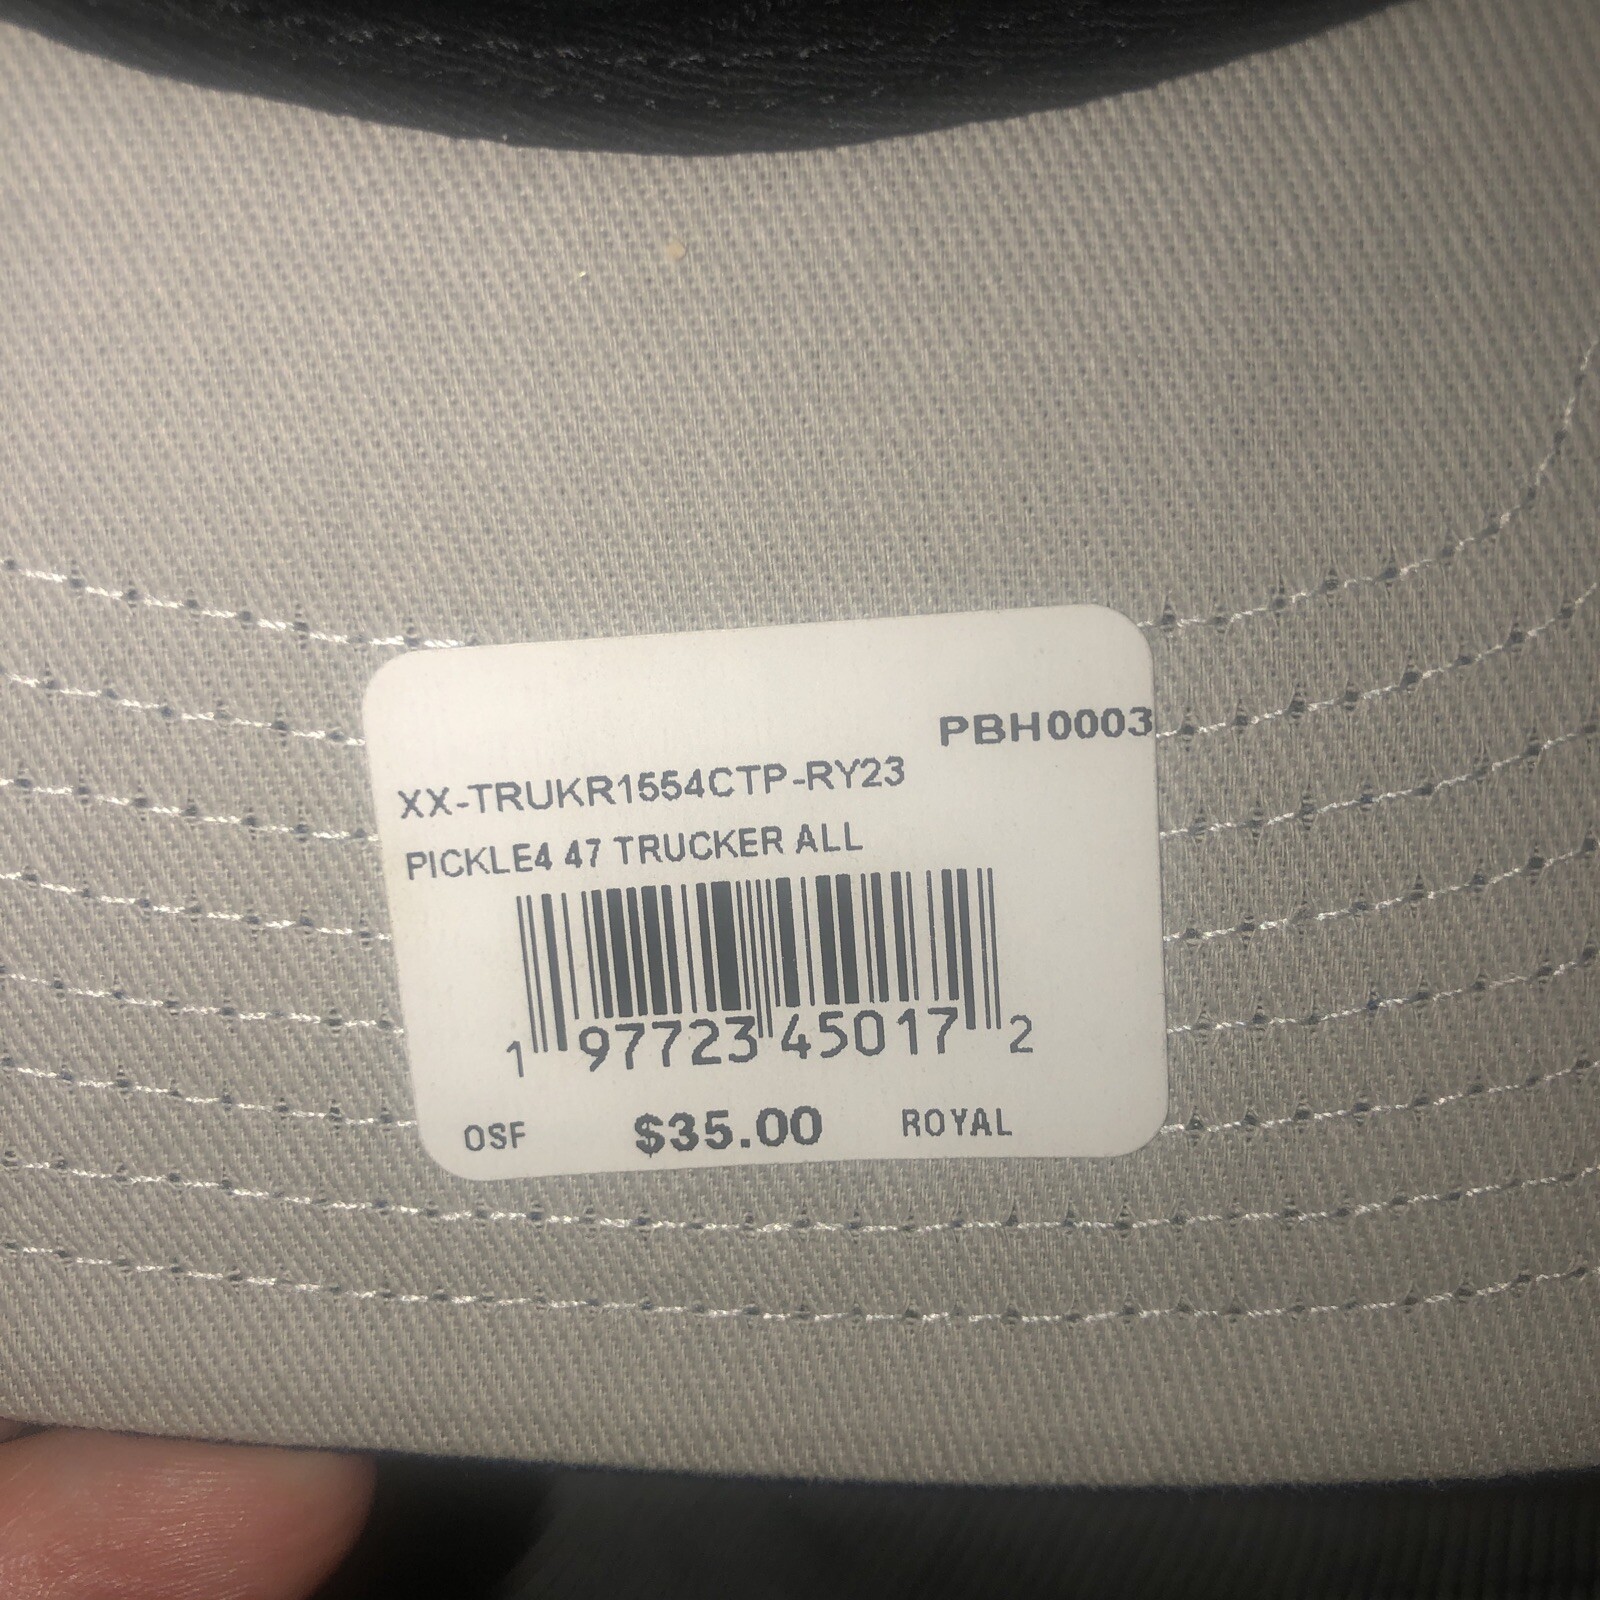 PBH0003
XX-TRUKR1554CTP-RY23
PICKLE4 47 TRUCKER ALL
1 97723 45017 2
OSF $35.00 ROYAL